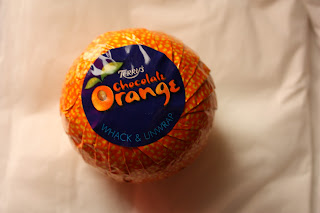 TERRY'S
Chocolate
Orange
WHACK & UNWRAP